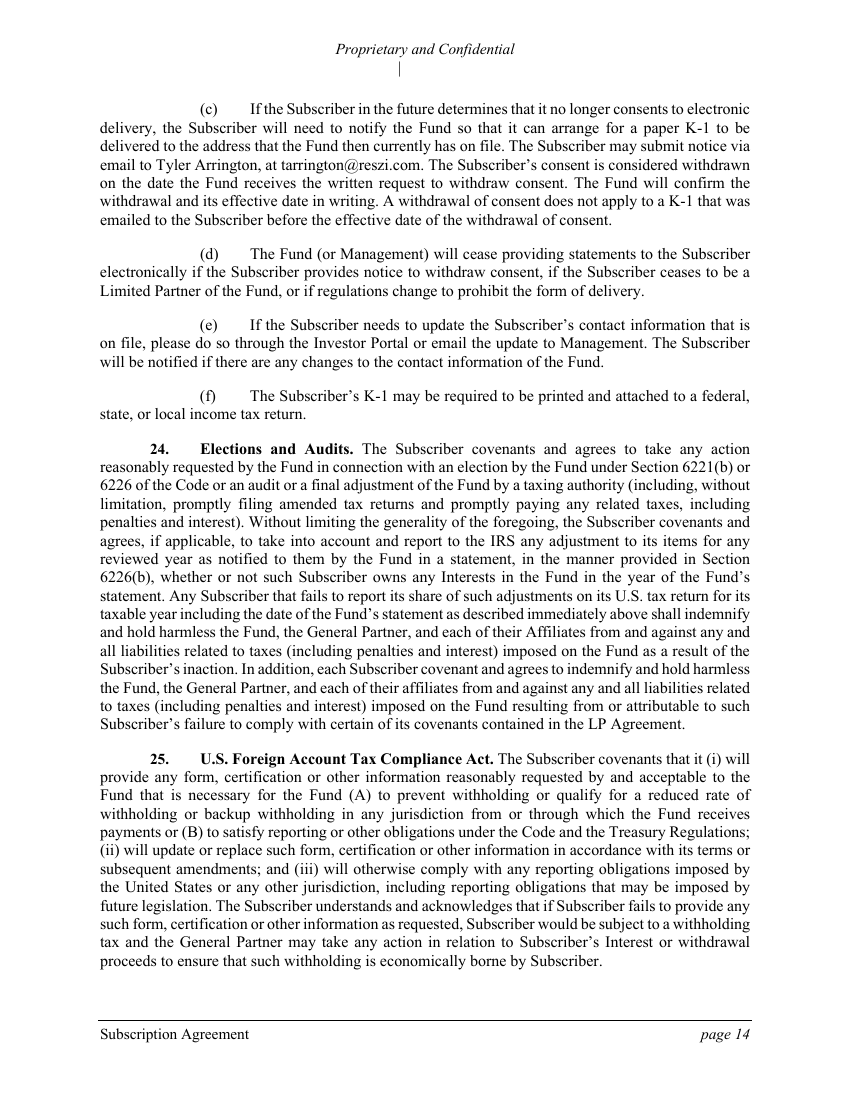 Proprietary and Confidential
|
(c) If the Subscriber in the future determines that it no longer consents to electronic
delivery, the Subscriber will need to notify the Fund so that it can arrange for a paper K-1 to be
delivered to the address that the Fund then currently has on file. The Subscriber may submit notice via
email to Tyler Arrington, at tarrington@reszi.com. The Subscriber’s consent is considered withdrawn
on the date the Fund receives the written request to withdraw consent. The Fund will confirm the
withdrawal and its effective date in writing. A withdrawal of consent does not apply to a K-1 that was
emailed to the Subscriber before the effective date of the withdrawal of consent.
(d) The Fund (or Management) will cease providing statements to the Subscriber
electronically if the Subscriber provides notice to withdraw consent, if the Subscriber ceases to be a
Limited Partner of the Fund, or if regulations change to prohibit the form of delivery.
(e) If the Subscriber needs to update the Subscriber’s contact information that is
on file, please do so through the Investor Portal or email the update to Management. The Subscriber
will be notified if there are any changes to the contact information of the Fund.
(f) The Subscriber’s K-1 may be required to be printed and attached to a federal,
state, or local income tax return.
24. Elections and Audits. The Subscriber covenants and agrees to take any action
reasonably requested by the Fund in connection with an election by the Fund under Section 6221(b) or
6226 of the Code or an audit or a final adjustment of the Fund by a taxing authority (including, without
limitation, promptly filing amended tax returns and promptly paying any related taxes, including
penalties and interest). Without limiting the generality of the foregoing, the Subscriber covenants and
agrees, if applicable, to take into account and report to the IRS any adjustment to its items for any
reviewed year as notified to them by the Fund in a statement, in the manner provided in Section
6226(b), whether or not such Subscriber owns any Interests in the Fund in the year of the Fund’s
statement. Any Subscriber that fails to report its share of such adjustments on its U.S. tax return for its
taxable year including the date of the Fund’s statement as described immediately above shall indemnify
and hold harmless the Fund, the General Partner, and each of their Affiliates from and against any and
all liabilities related to taxes (including penalties and interest) imposed on the Fund as a result of the
Subscriber’s inaction. In addition, each Subscriber covenant and agrees to indemnify and hold harmless
the Fund, the General Partner, and each of their affiliates from and against any and all liabilities related
to taxes (including penalties and interest) imposed on the Fund resulting from or attributable to such
Subscriber’s failure to comply with certain of its covenants contained in the LP Agreement.
25. U.S. Foreign Account Tax Compliance Act. The Subscriber covenants that it (i) will
provide any form, certification or other information reasonably requested by and acceptable to the
Fund that is necessary for the Fund (A) to prevent withholding or qualify for a reduced rate of
withholding or backup withholding in any jurisdiction from or through which the Fund receives
payments or (B) to satisfy reporting or other obligations under the Code and the Treasury Regulations;
(ii) will update or replace such form, certification or other information in accordance with its terms or
subsequent amendments; and (iii) will otherwise comply with any reporting obligations imposed by
the United States or any other jurisdiction, including reporting obligations that may be imposed by
future legislation. The Subscriber understands and acknowledges that if Subscriber fails to provide any
such form, certification or other information as requested, Subscriber would be subject to a withholding
tax and the General Partner may take any action in relation to Subscriber’s Interest or withdrawal
proceeds to ensure that such withholding is economically borne by Subscriber.
Subscription Agreement page 14